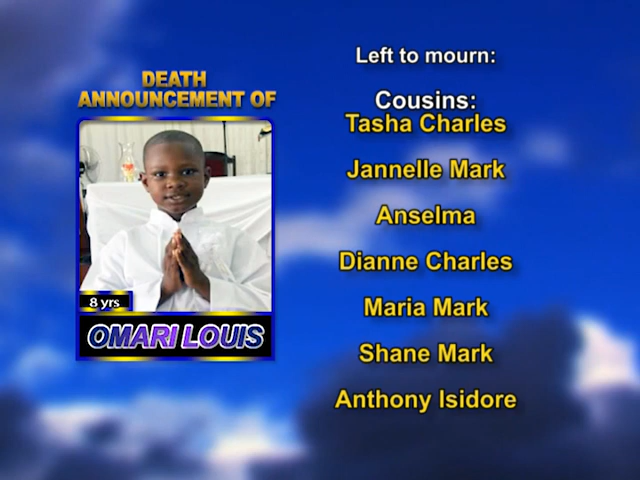 DEATH
ANNOUNCEMENT OF
8 yrs
OMARI LOUIS
Left to mourn:
Cousins:
Tasha Charles
Jannelle Mark
Anselma
Dianne Charles
Maria Mark
Shane Mark
Anthony Isidore